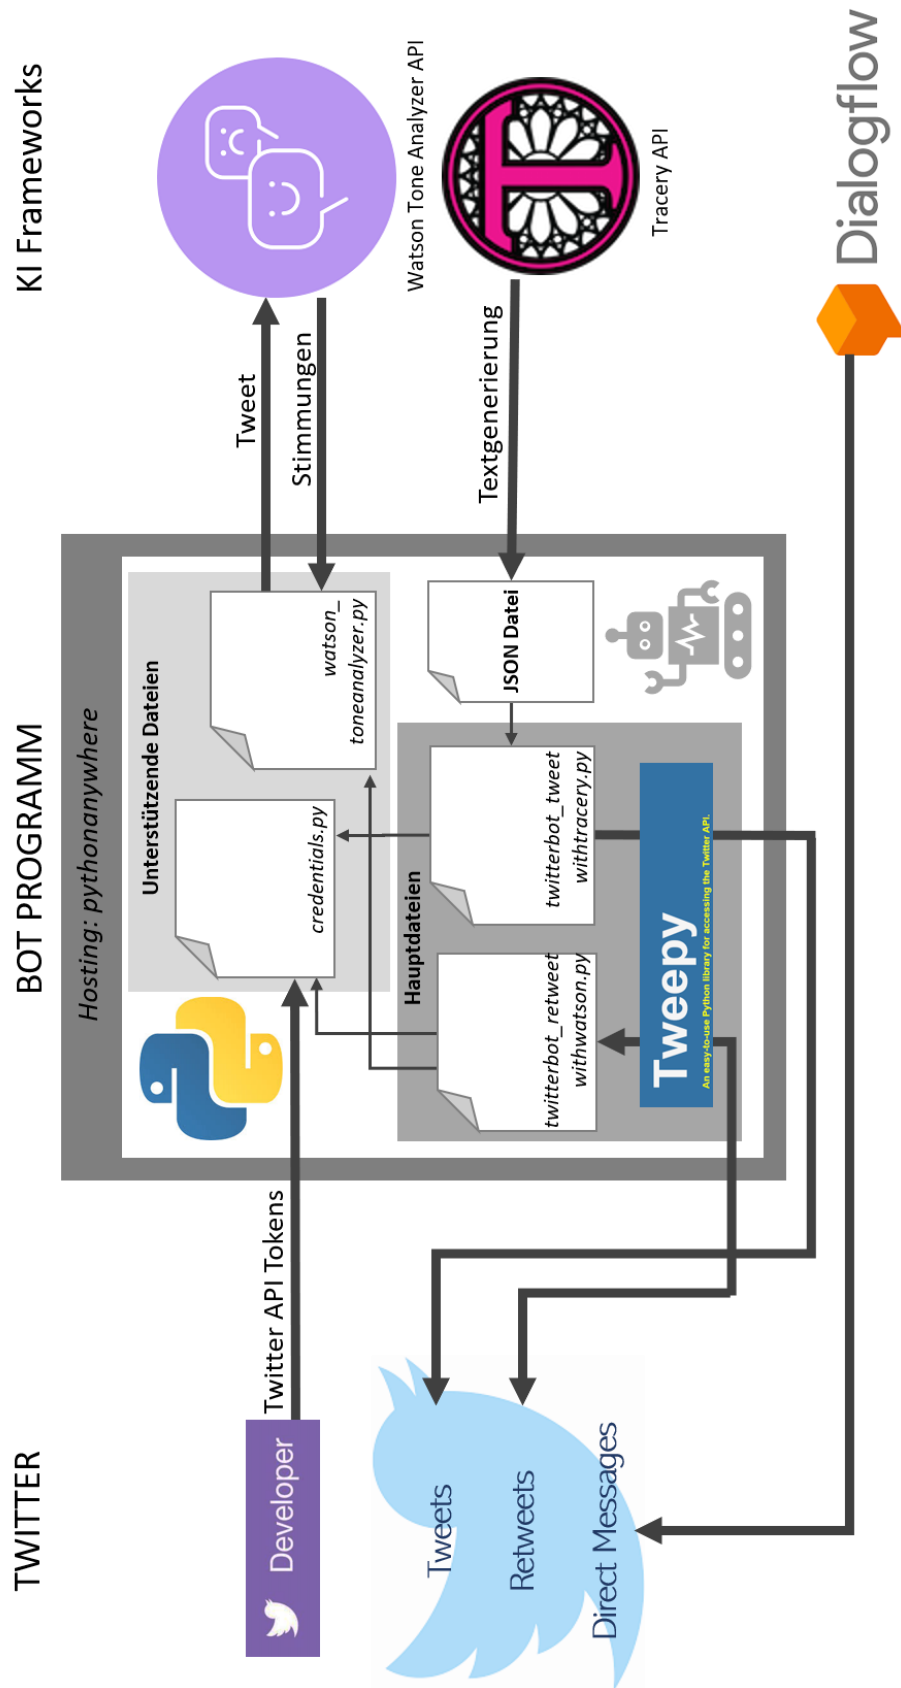 TWITTER
BOT PROGRAMM
KI Frameworks
Hosting: pythonanywhere
Developer
Twitter API Tokens
Unterstützende Dateien
credentials.py
watson_
toneanalyzer.py
Tweet
Stimmungen
Watson Tone Analyzer API
Hauptdateien
twitterbot_retweet
withwatson.py
twitterbot_tweet
withtracery.py
JSON Datei
Textgenerierung
T
Tracery API
Tweepy
An easy-to-use Python library for accessing the Twitter API.
Tweets
Retweets
Direct Messages
Dialogflow